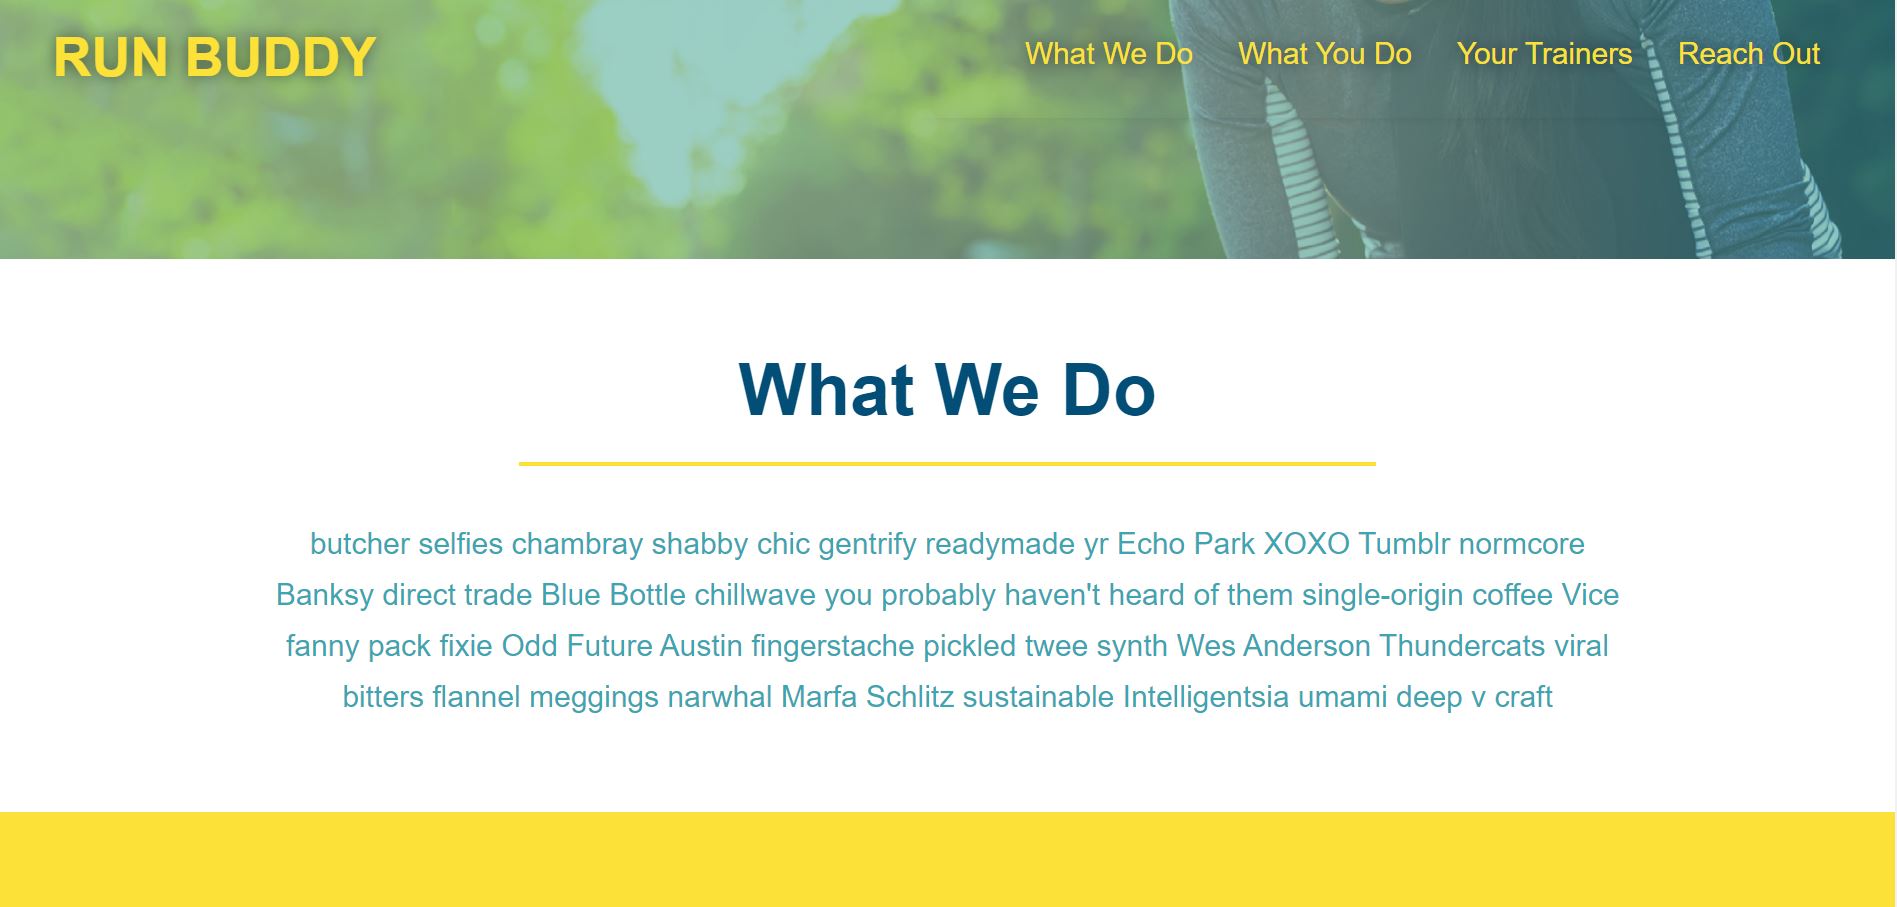 RUN BUDDY
What We Do What You Do Your Trainers Reach Out
What We Do
butcher selfies chambray shabby chic gentrify readymade yr Echo Park XOXO Tumblr normcore
Banksy direct trade Blue Bottle chillwave you probably haven't heard of them single-origin coffee Vice
fanny pack fixie Odd Future Austin fingerstache pickled twee synth Wes Anderson Thundercats viral
bitters flannel meggings narwhal Marfa Schlitz sustainable Intelligentsia umami deep v craft